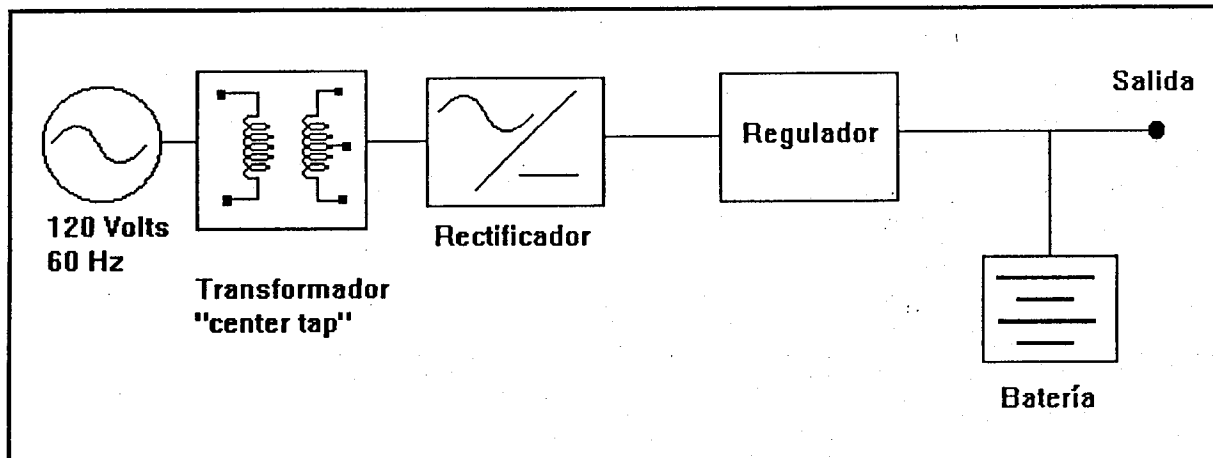 120 Volts
60 Hz
Transformador
"center tap"
Rectificador
Regulador
Salida
Batería